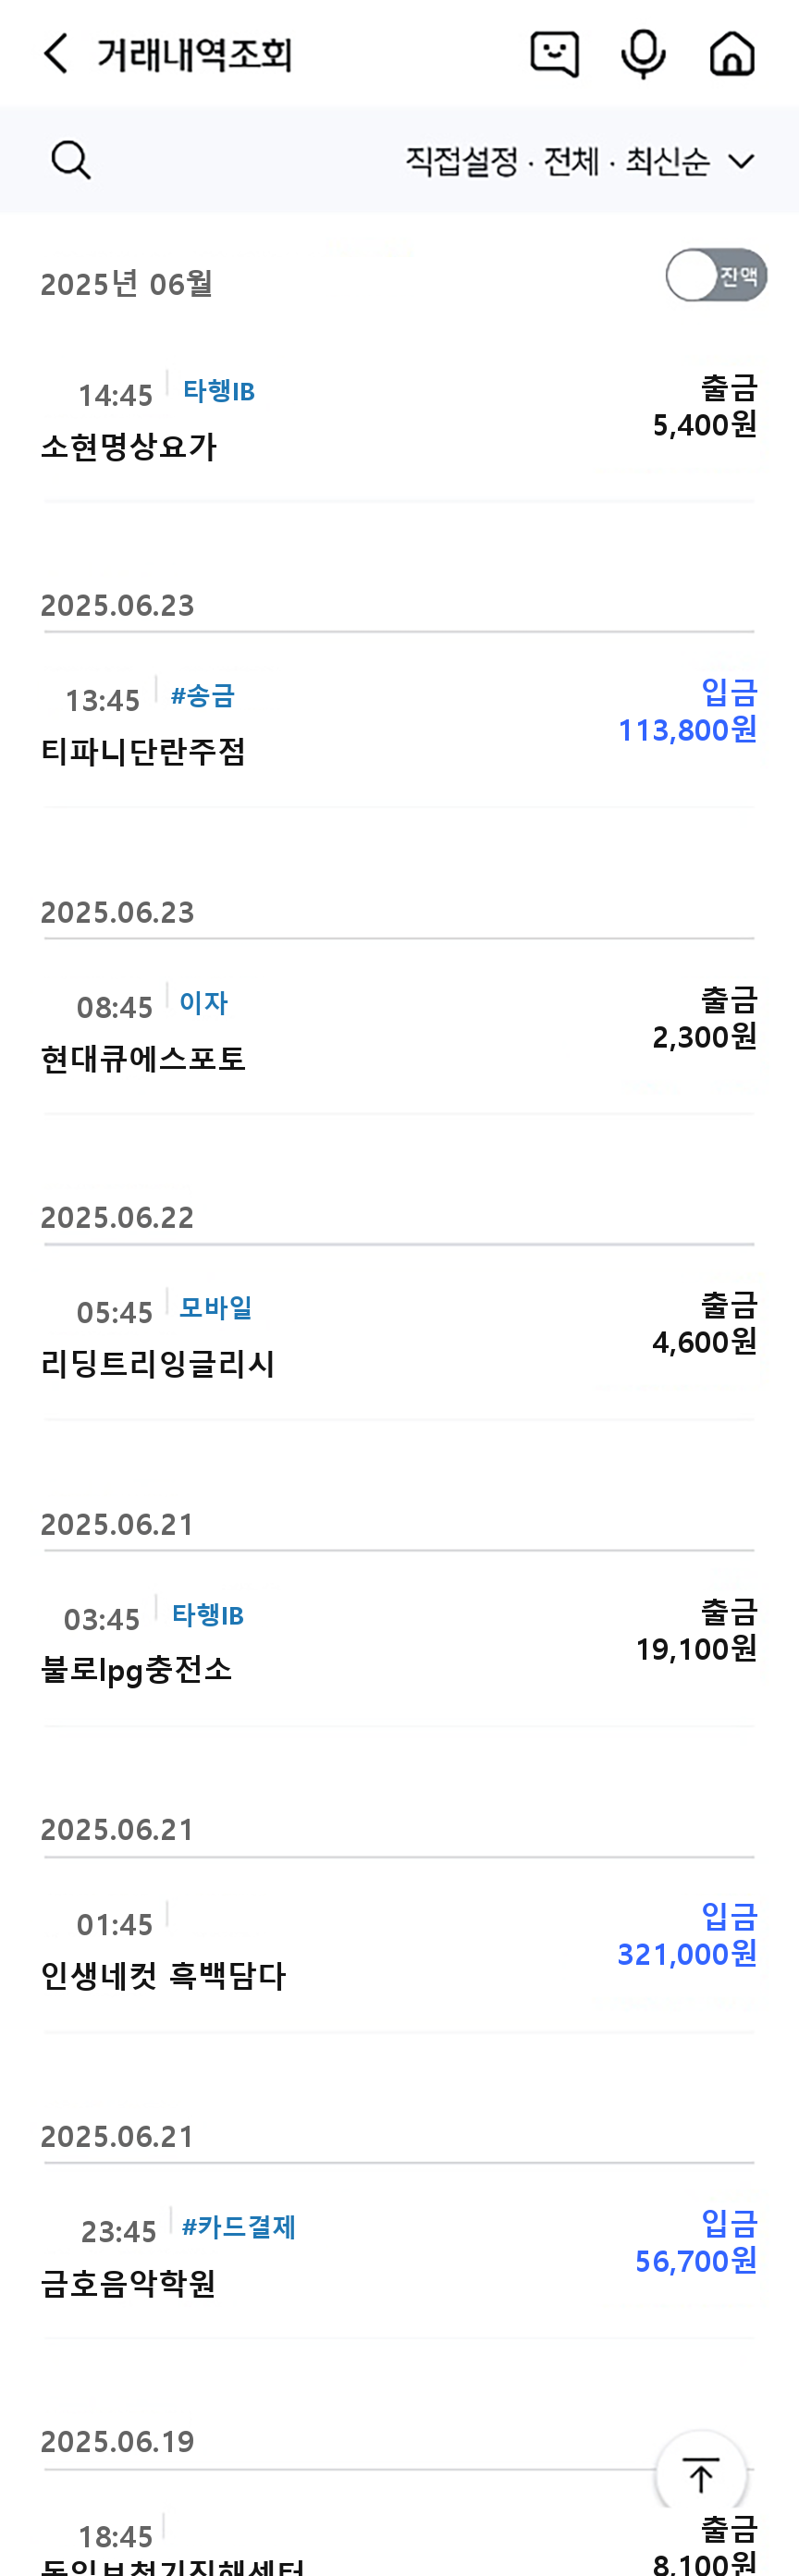 거래내역조회
직접설정 · 전체 · 최신순
2025년 06월 잔액
14:45 타행IB 출금
소현명상요가 5,400원
2025.06.23
13:45 #송금 입금
티파니단란주점 113,800원
2025.06.23
08:45 이자 출금
현대큐에스포토 2,300원
2025.06.22
05:45 모바일 출금
리딩트리잉글리시 4,600원
2025.06.21
03:45 타행IB 출금
불로lpg충전소 19,100원
2025.06.21
01:45 입금
인생네컷 흑백담다 321,000원
2025.06.21
23:45 #카드결제 입금
금호음악학원 56,700원
2025.06.19
18:45 출금
8,100원